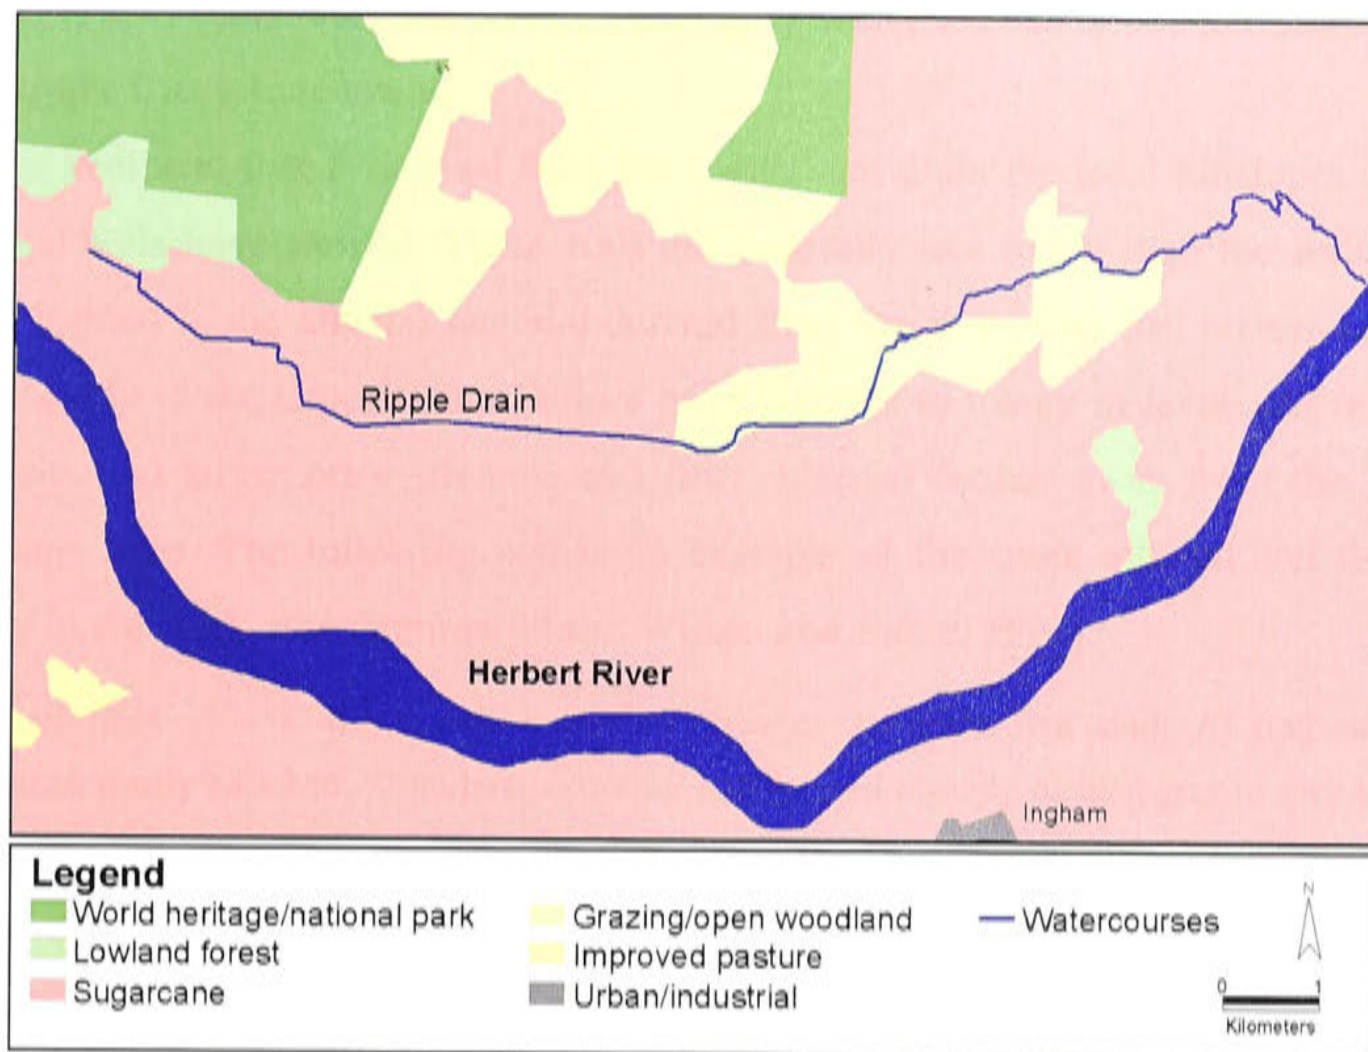 Ripple Drain
Herbert River
Ingham
Legend
World heritage/national park
Lowland forest
Sugarcane
Grazing/open woodland
Improved pasture
Urban/industrial
Watercourses
N
0 1
Kilometers